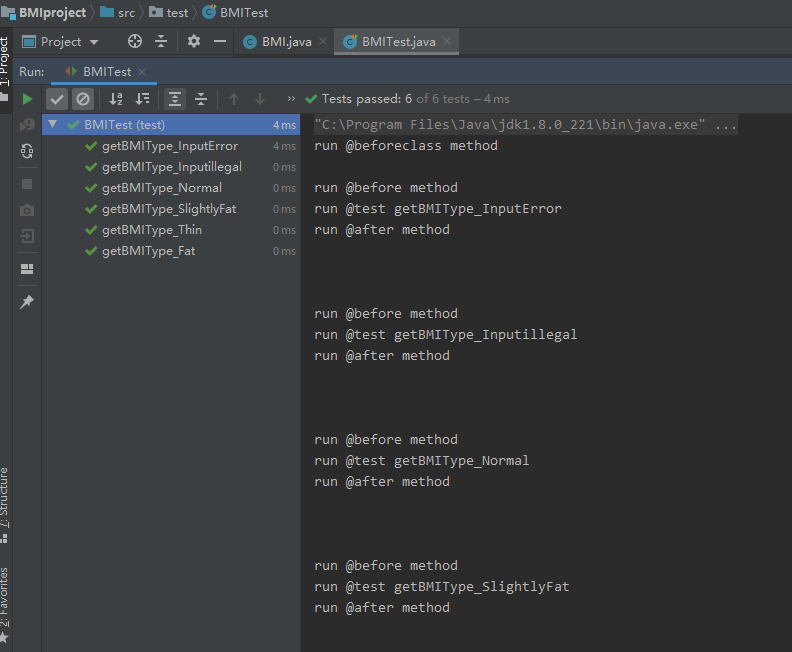 BMIproject src test BMITest
Project BMI.java BMITest.java
Run: BMITest
Tests passed: 6 of 6 tests – 4 ms
1: Project
7: Structure
2: Favorites
BMITest (test) 4 ms
getBMIType_InputError 4 ms
getBMIType_Inputillegal 0 ms
getBMIType_Normal 0 ms
getBMIType_SlightlyFat 0 ms
getBMIType_Thin 0 ms
getBMIType_Fat 0 ms
"C:\Program Files\Java\jdk1.8.0_221\bin\java.exe" ...
run @beforeclass method
run @before method
run @test getBMIType_InputError
run @after method
run @before method
run @test getBMIType_Inputillegal
run @after method
run @before method
run @test getBMIType_Normal
run @after method
run @before method
run @test getBMIType_SlightlyFat
run @after method